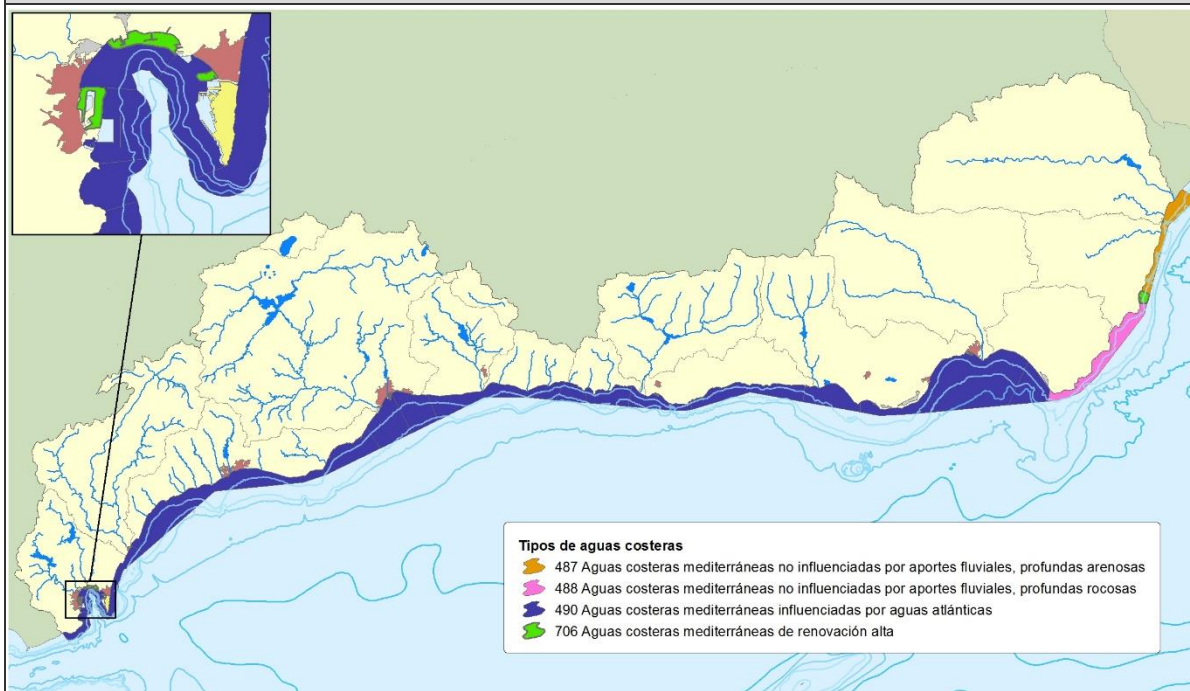 Tipos de aguas costeras
487 Aguas costeras mediterráneas no influenciadas por aportes fluviales, profundas arenosas
488 Aguas costeras mediterráneas no influenciadas por aportes fluviales, profundas rocosas
490 Aguas costeras mediterráneas influenciadas por aguas atlánticas
706 Aguas costeras mediterráneas de renovación alta